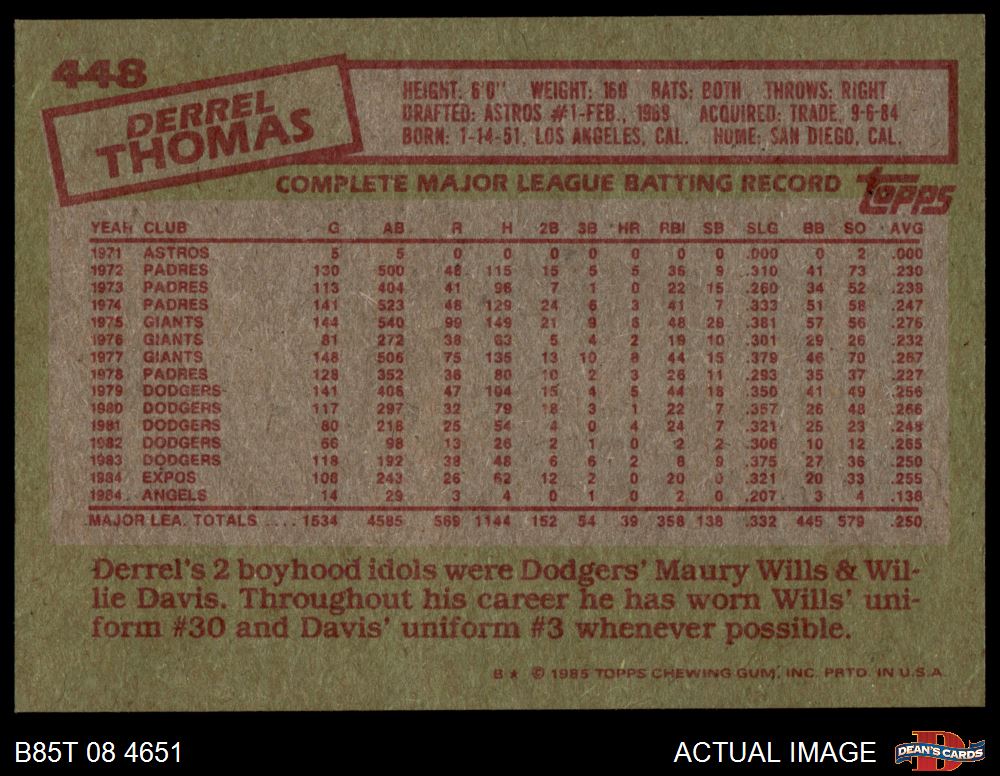 448
DERREL
THOMAS
HEIGHT: 6'0" WEIGHT: 160 BATS: BOTH THROWS: RIGHT
DRAFTED: ASTROS #1-FEB., 1969 ACQUIRED: TRADE, 9-6-84
BORN: 1-14-51, LOS ANGELES, CAL. HOME: SAN DIEGO, CAL.
COMPLETE MAJOR LEAGUE BATTING RECORD
Topps
YEAR CLUB G AB R H 2B 3B HR RBI SB SLG BB SO AVG
1971 ASTROS 5 5 0 0 0 0 0 0 0 .000 0 2 .000
1972 PADRES 130 500 48 115 15 5 5 36 9 .310 41 73 .230
1973 PADRES 113 404 41 96 7 1 0 22 15 .260 34 52 .238
1974 PADRES 141 523 48 129 24 6 3 41 7 .333 51 58 .247
1975 GIANTS 144 540 99 149 21 9 6 48 28 .381 57 56 .276
1976 GIANTS 81 272 38 63 5 4 2 19 10 .301 29 26 .232
1977 GIANTS 148 506 75 135 13 10 8 44 15 .379 46 70 .267
1978 PADRES 128 352 36 80 10 2 3 26 11 .293 35 37 .227
1979 DODGERS 141 406 47 104 15 4 5 44 18 .350 41 49 .256
1980 DODGERS 117 297 32 79 18 3 1 22 7 .357 26 48 .266
1981 DODGERS 80 218 25 54 4 0 4 24 7 .321 25 23 .248
1982 DODGERS 66 98 13 26 2 1 0 2 2 .306 10 12 .265
1983 DODGERS 118 192 38 48 6 6 2 8 9 .375 27 36 .250
1984 EXPOS 108 243 26 62 12 2 0 20 0 .321 20 33 .255
1984 ANGELS 14 29 3 4 0 1 0 2 0 .207 3 4 .138
MAJOR LEA. TOTALS .... 1534 4585 569 1144 152 54 39 358 138 .332 445 579 .250
Derrel's 2 boyhood idols were Dodgers' Maury Wills & Wil-
lie Davis. Throughout his career he has worn Wills' uni-
form #30 and Davis' uniform #3 whenever possible.
B★ © 1985 TOPPS CHEWING GUM, INC. PRTD. IN U.S.A.
B85T 08 4651
ACTUAL IMAGE
DEAN'S CARDS